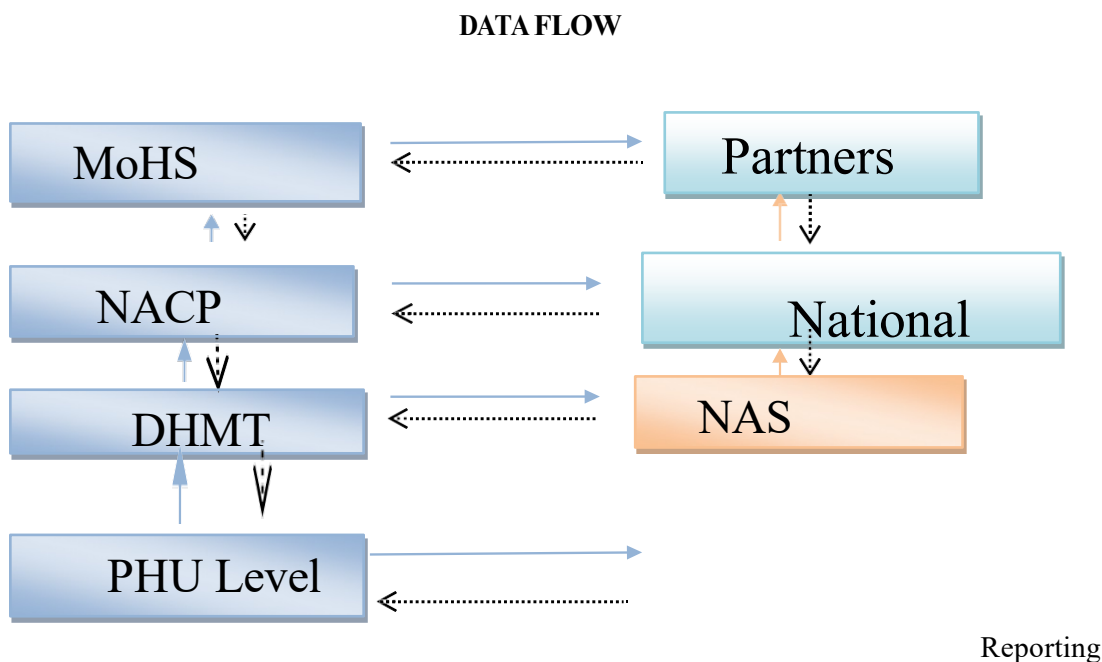 DATA FLOW
MoHS
Partners
NACP
National
DHMT
NAS
PHU Level
Reporting